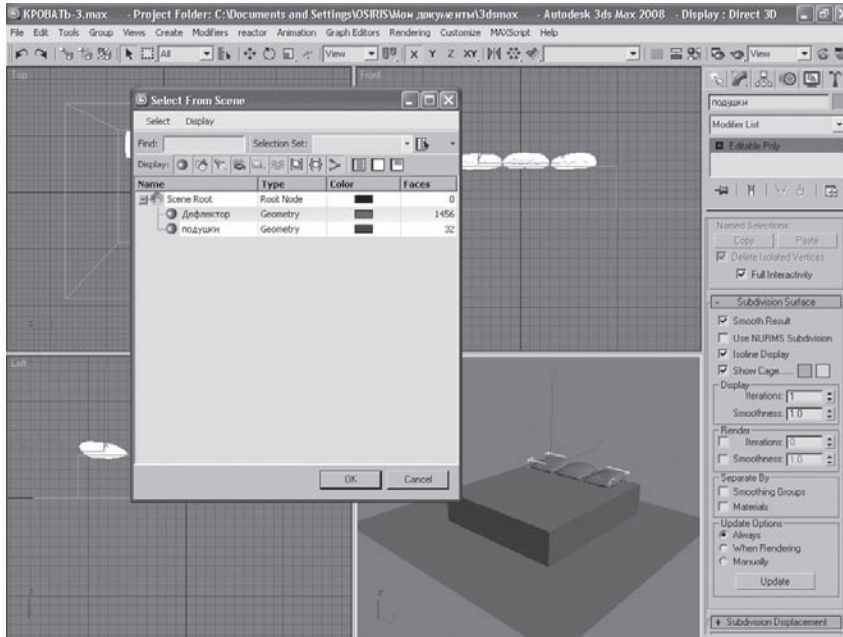 КРОВАТЬ-3.max - Project Folder: C:\Documents and Settings\OSIRIS\Мои документы\3dsmax - Autodesk 3ds Max 2008 - Display : Direct 3D
File Edit Tools Group Views Create Modifiers reactor Animation Graph Editors Rendering Customize MAXScript Help
All View X Y Z XY View
Top
Front
Select From Scene
Select Display
Find: Selection Set:
Display:
Name Type Color Faces
Scene Root Root Node 0
Дефлектор Geometry 1456
подушки Geometry 32
OK Cancel
Left
подушки
Modifier List
Editable Poly
Named Selections:
Copy Paste
Delete Isolated Vertices
Full Interactivity
- Subdivision Surface
Smooth Result
Use NURMS Subdivision
Isoline Display
Show Cage......
Display
Iterations: 1
Smoothness: 1.0
Render
Iterations: 0
Smoothness: 1.0
Separate By
Smoothing Groups
Materials
Update Options
Always
When Rendering
Manually
Update
+ Subdivision Displacement